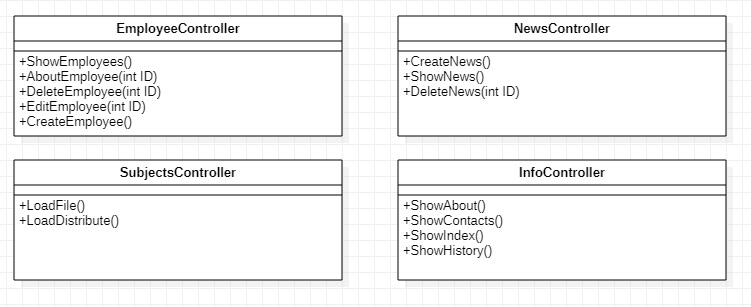 EmployeeController
+ShowEmployees()
+AboutEmployee(int ID)
+DeleteEmployee(int ID)
+EditEmployee(int ID)
+CreateEmployee()
NewsController
+CreateNews()
+ShowNews()
+DeleteNews(int ID)
SubjectsController
+LoadFile()
+LoadDistribute()
InfoController
+ShowAbout()
+ShowContacts()
+ShowIndex()
+ShowHistory()